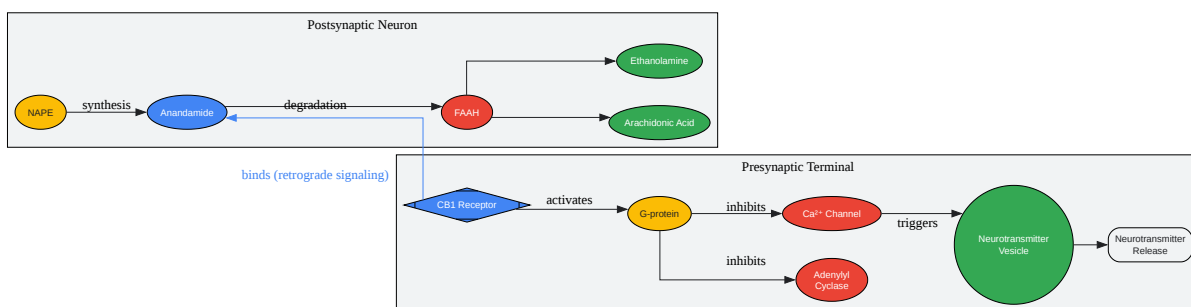 Postsynaptic Neuron
Ethanolamine
NAPE
synthesis
Anandamide
degradation
FAAH
Arachidonic Acid
binds (retrograde signaling)
Presynaptic Terminal
CB1 Receptor
activates
G-protein
inhibits
Ca²⁺ Channel
triggers
Neurotransmitter
Vesicle
Neurotransmitter
Release
inhibits
Adenylyl
Cyclase